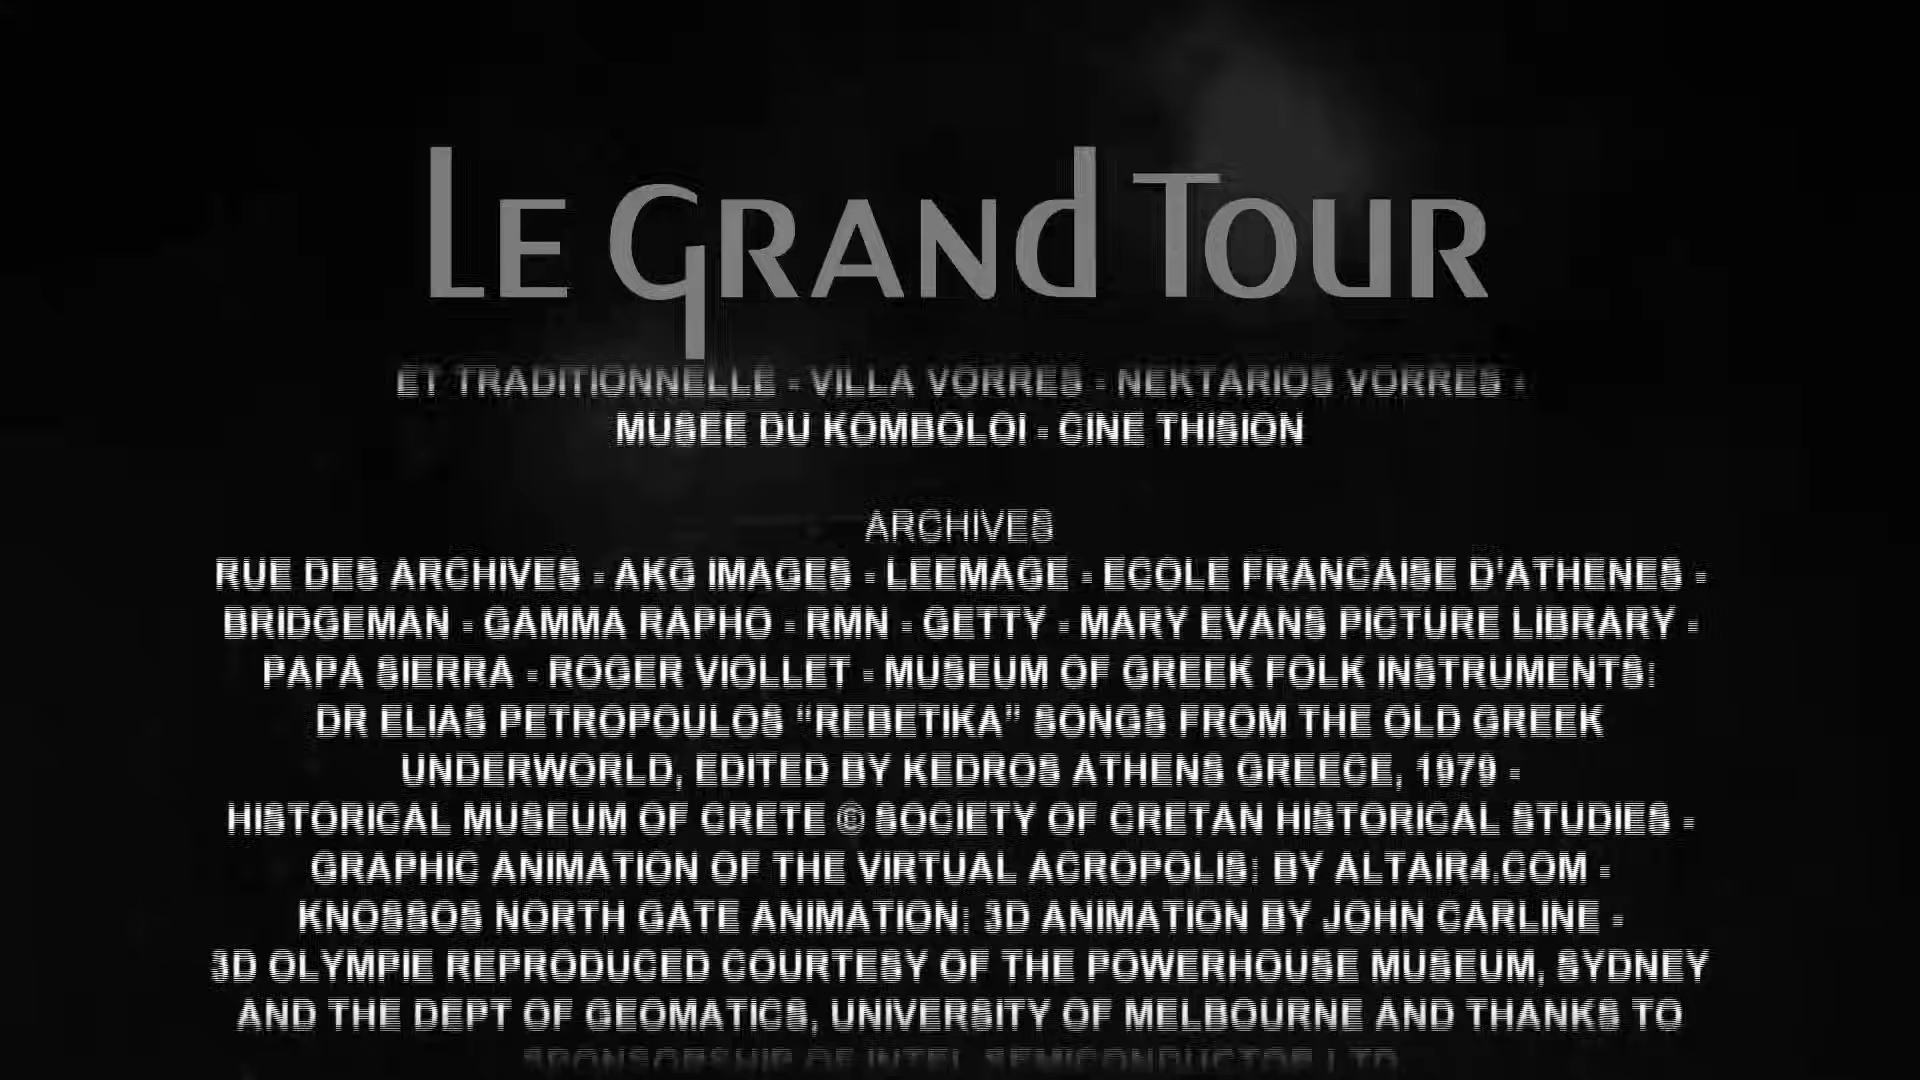 LE GRAND TOUR
ET TRADITIONNELLE - VILLA VORRES - NEKTARIOS VORRES -
MUSEE DU KOMBOLOI - CINE THISION
ARCHIVES
RUE DES ARCHIVES - AKG IMAGES - LEEMAGE - ECOLE FRANCAISE D'ATHENES -
BRIDGEMAN - GAMMA RAPHO - RMN - GETTY - MARY EVANS PICTURE LIBRARY -
PAPA SIERRA - ROGER VIOLLET - MUSEUM OF GREEK FOLK INSTRUMENTS:
DR ELIAS PETROPOULOS “REBETIKA” SONGS FROM THE OLD GREEK
UNDERWORLD, EDITED BY KEDROS ATHENS GREECE, 1979 -
HISTORICAL MUSEUM OF CRETE © SOCIETY OF CRETAN HISTORICAL STUDIES -
GRAPHIC ANIMATION OF THE VIRTUAL ACROPOLIS: BY ALTAIR4.COM -
KNOSSOS NORTH GATE ANIMATION: 3D ANIMATION BY JOHN CARLINE -
3D OLYMPIE REPRODUCED COURTESY OF THE POWERHOUSE MUSEUM, SYDNEY
AND THE DEPT OF GEOMATICS, UNIVERSITY OF MELBOURNE AND THANKS TO
SPONSORSHIP OF INTEL SEMICONDUCTOR LTD